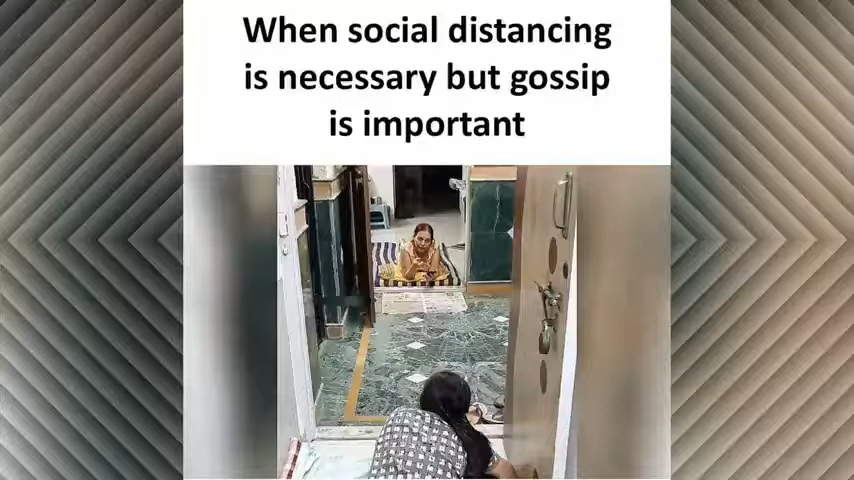 When social distancing
is necessary but gossip
is important